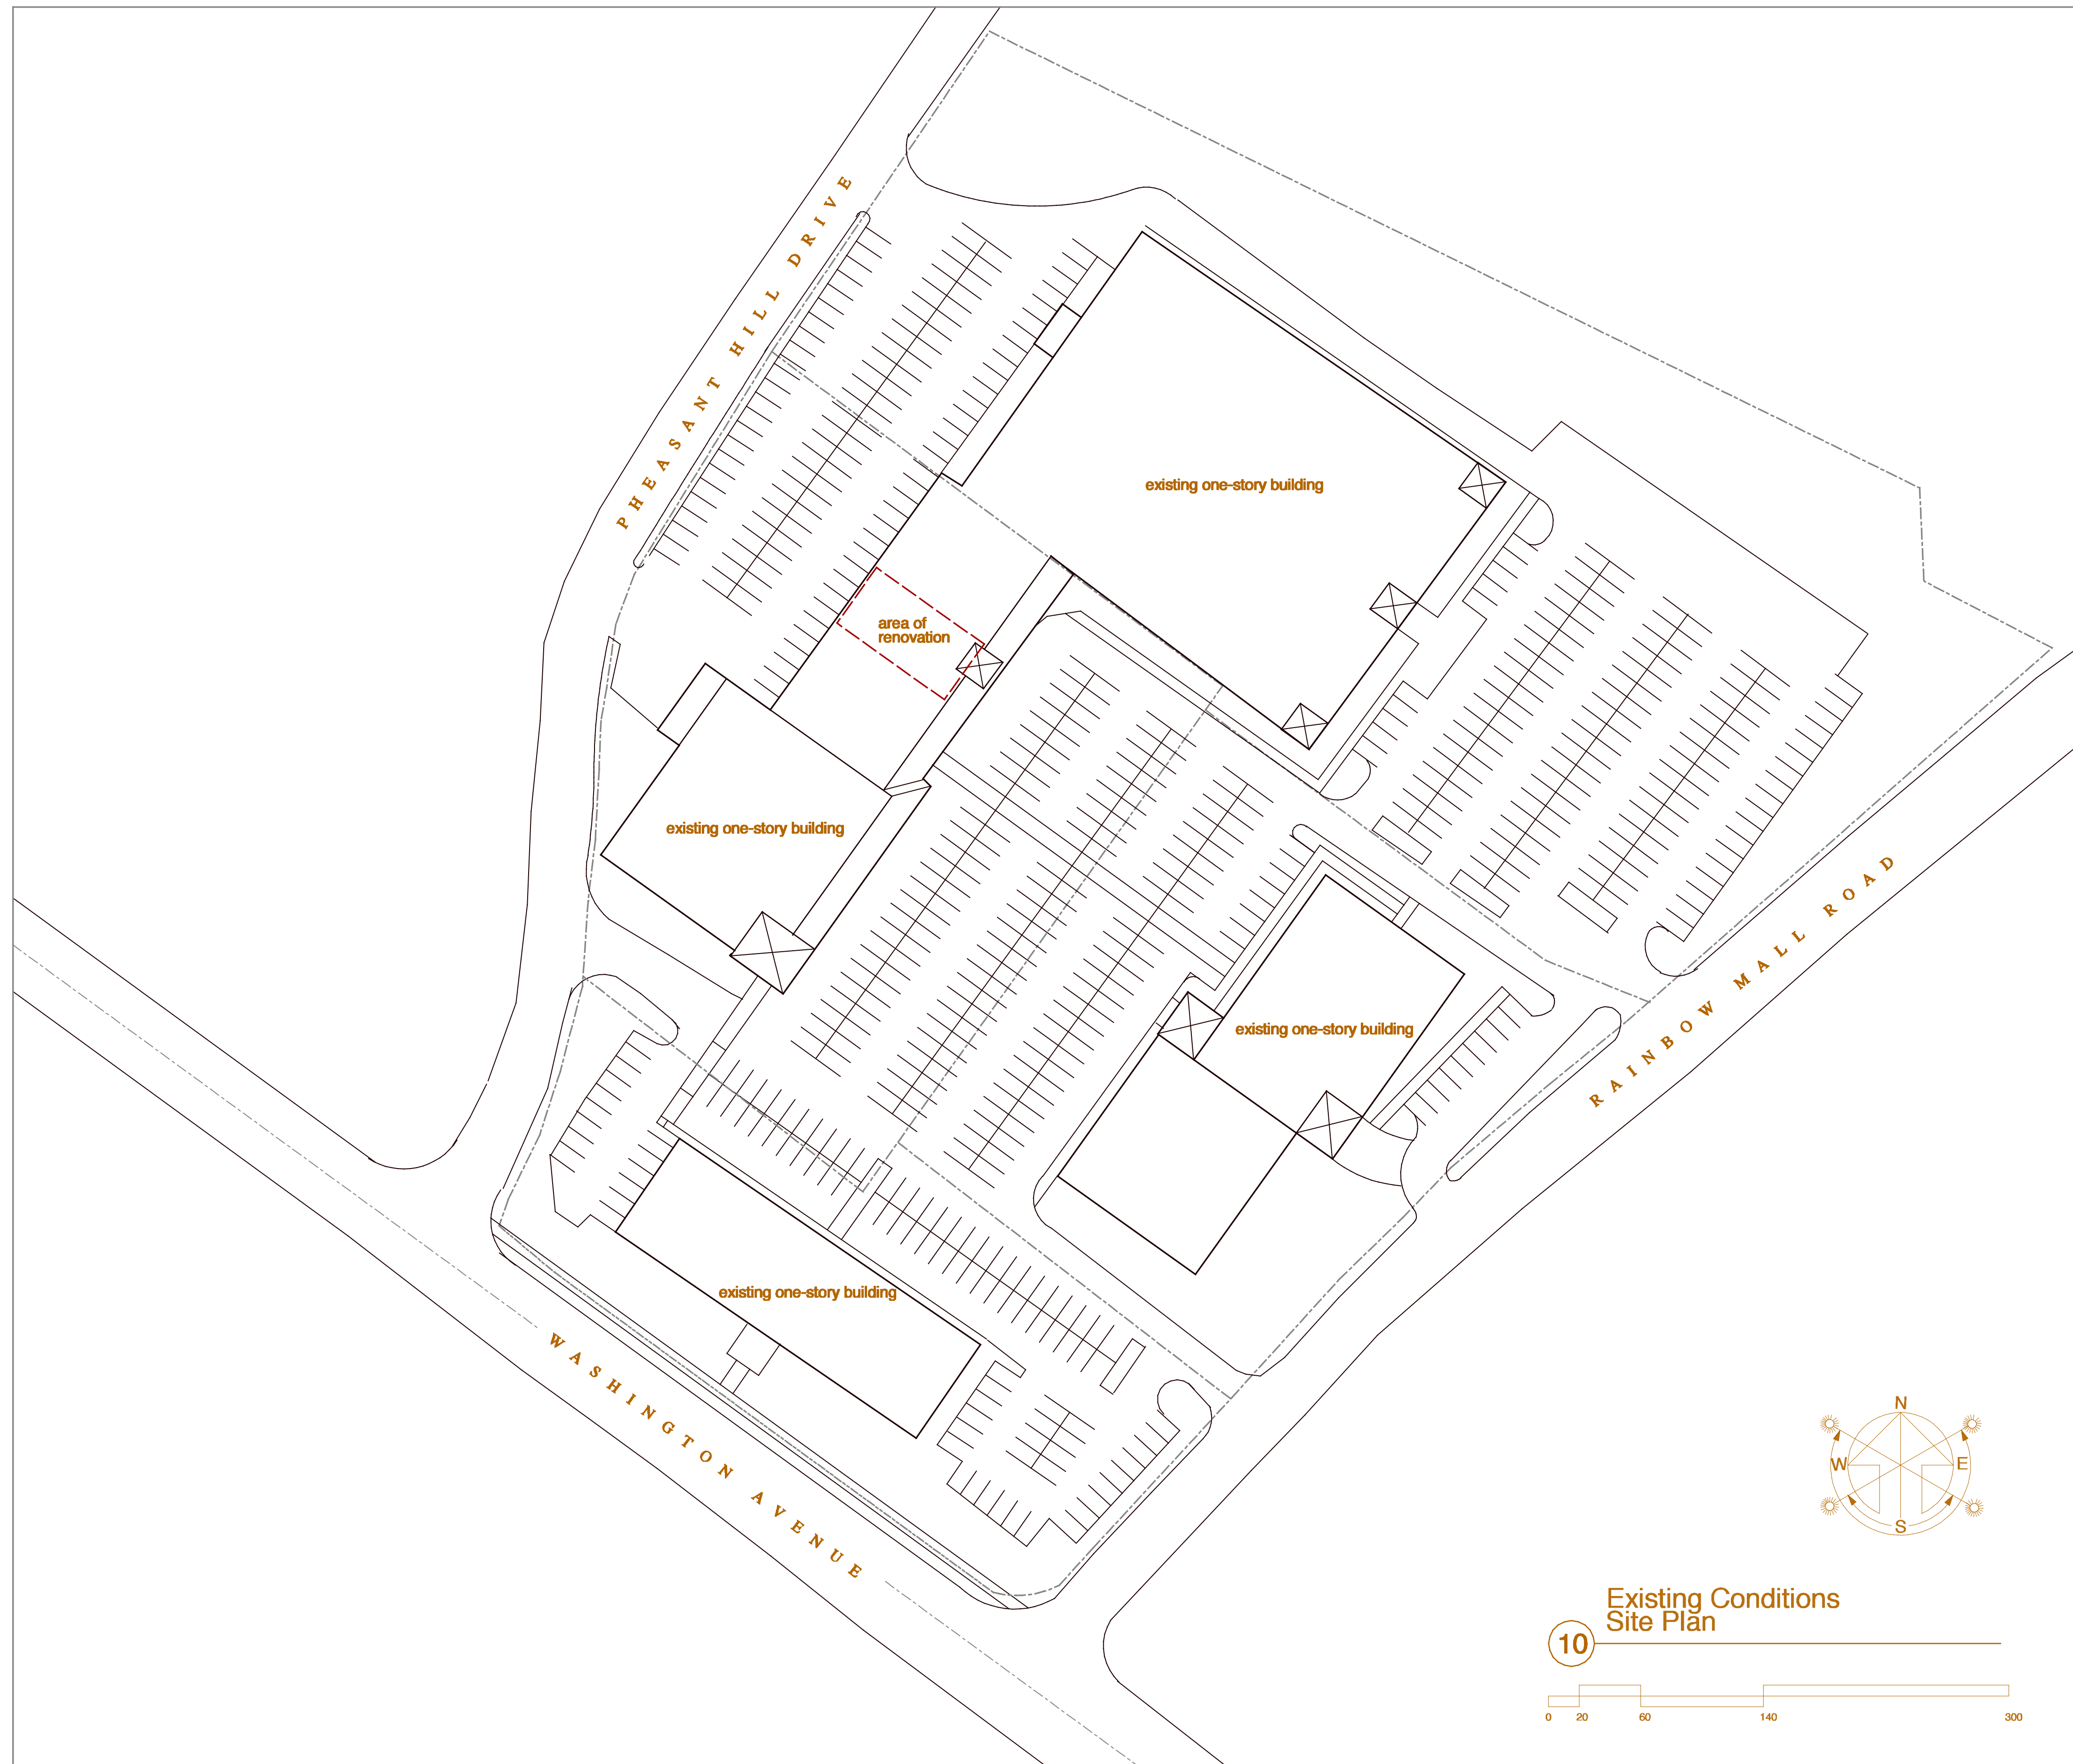 PHEASANT HILL DRIVE
existing one-story building
area of
renovation
existing one-story building
RAINBOW MALL ROAD
existing one-story building
existing one-story building
WASHINGTON AVENUE
N
W
E
S
Existing Conditions
Site Plan
10
0 20 60 140 300